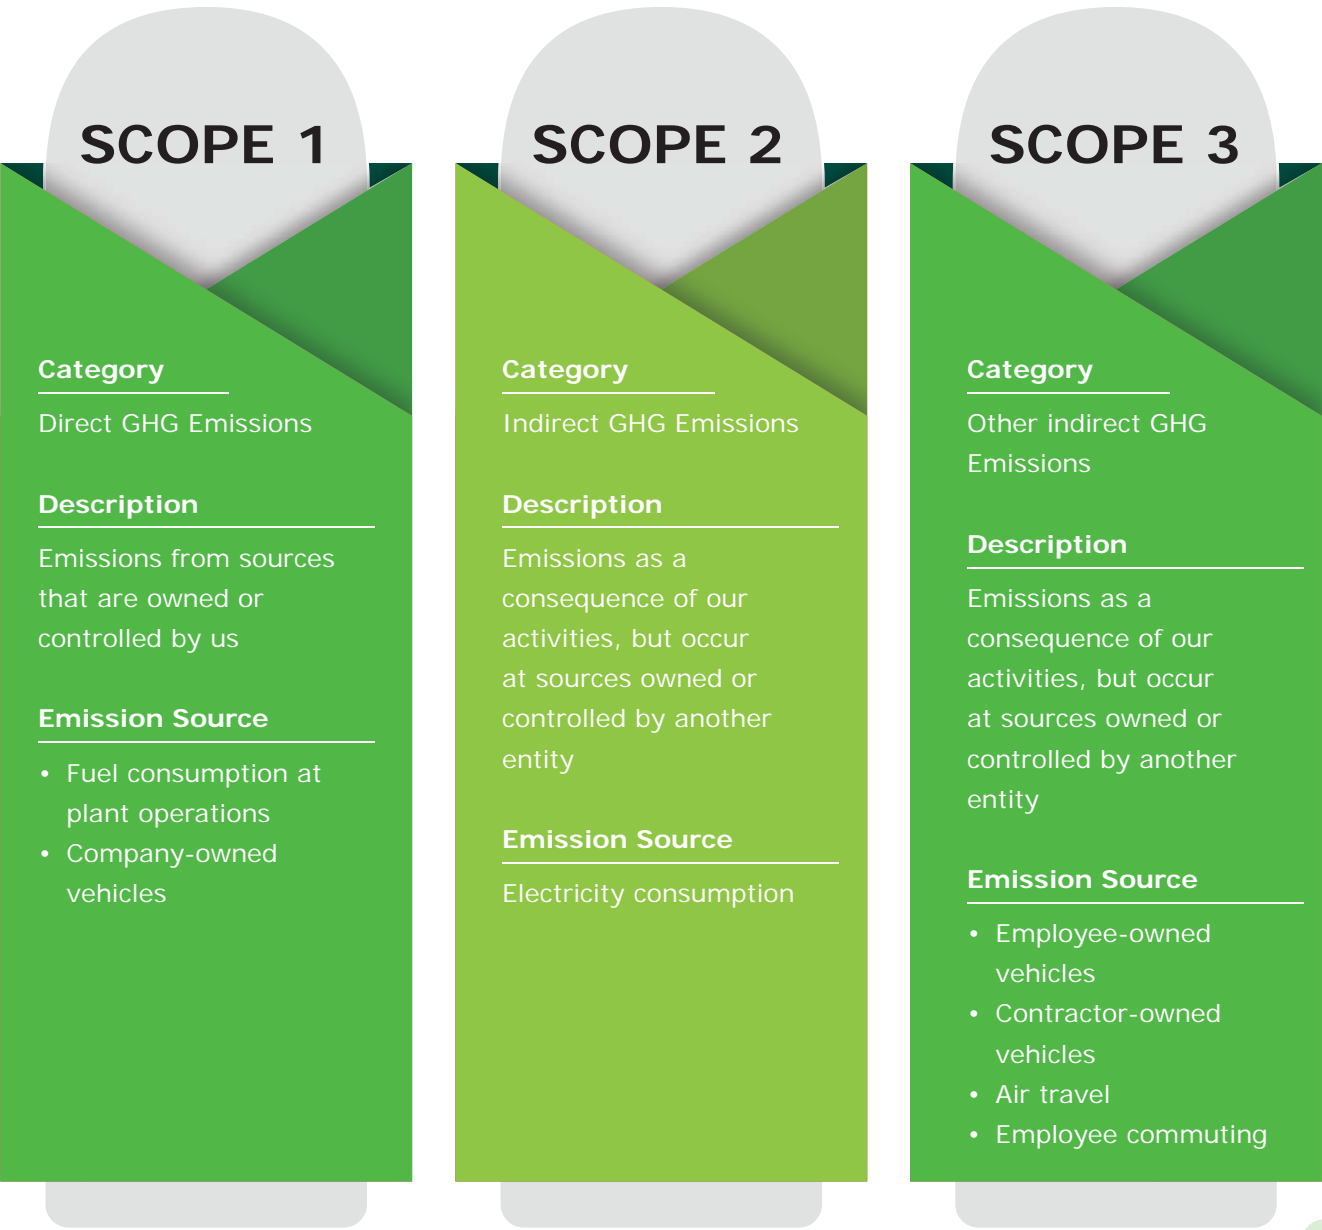 SCOPE 1
Category
Direct GHG Emissions
Description
Emissions from sources
that are owned or
controlled by us
Emission Source
• Fuel consumption at
plant operations
• Company-owned
vehicles
SCOPE 2
Category
Indirect GHG Emissions
Description
Emissions as a
consequence of our
activities, but occur
at sources owned or
controlled by another
entity
Emission Source
Electricity consumption
SCOPE 3
Category
Other indirect GHG
Emissions
Description
Emissions as a
consequence of our
activities, but occur
at sources owned or
controlled by another
entity
Emission Source
• Employee-owned
vehicles
• Contractor-owned
vehicles
• Air travel
• Employee commuting